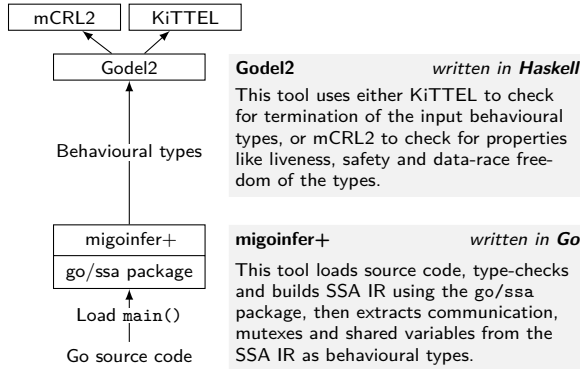 mCRL2 KiTTEL
Godel2
Behavioural types
migoinfer+
go/ssa package
Load main()
Go source code
Godel2 written in Haskell
This tool uses either KiTTEL to check
for termination of the input behavioural
types, or mCRL2 to check for properties
like liveness, safety and data-race free-
dom of the types.
migoinfer+ written in Go
This tool loads source code, type-checks
and builds SSA IR using the go/ssa
package, then extracts communication,
mutexes and shared variables from the
SSA IR as behavioural types.